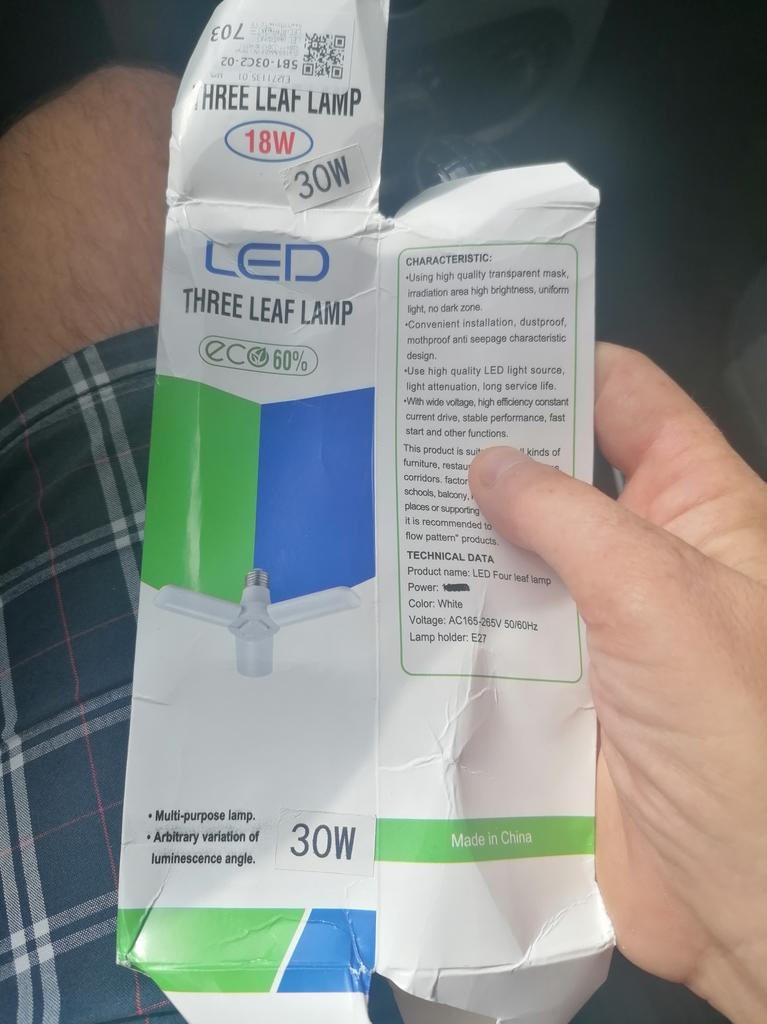 703
5B1-03C2-02
THREE LEAF LAMP
18W
30W
LED
THREE LEAF LAMP
eco 60%
• Multi-purpose lamp.
• Arbitrary variation of
luminescence angle.
30W
CHARACTERISTIC:
•Using high quality transparent mask,
irradiation area high brightness, uniform
light, no dark zone.
•Convenient installation, dustproof,
mothproof anti seepage characteristic
design.
•Use high quality LED light source,
light attenuation, long service life.
•With wide voltage, high efficiency constant
current drive, stable performance, fast
start and other functions.
This product is kinds of
furniture,
corridors. 
schools, balcony,
places or supporting
it is recommended to
flow pattern" products.
TECHNICAL DATA
Product name: LED Four leaf lamp
Power:
Color: White
Voltage: AC165-265V 50/60Hz
Lamp holder: E27
Made in China